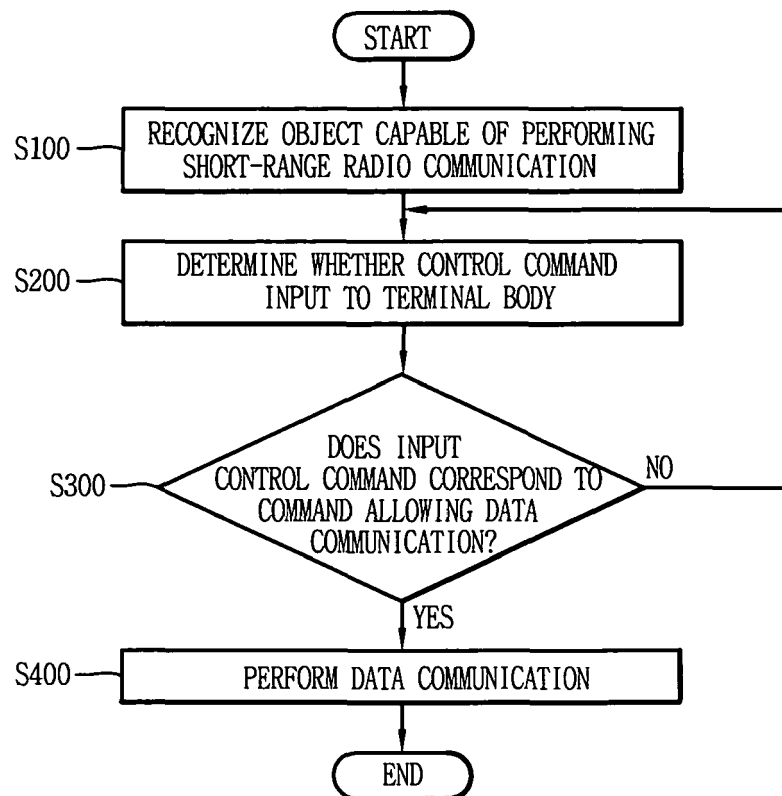 START
S100
RECOGNIZE OBJECT CAPABLE OF PERFORMING
SHORT-RANGE RADIO COMMUNICATION
S200
DETERMINE WHETHER CONTROL COMMAND
INPUT TO TERMINAL BODY
S300
DOES INPUT
CONTROL COMMAND CORRESPOND TO
COMMAND ALLOWING DATA
COMMUNICATION?
NO
YES
S400
PERFORM DATA COMMUNICATION
END